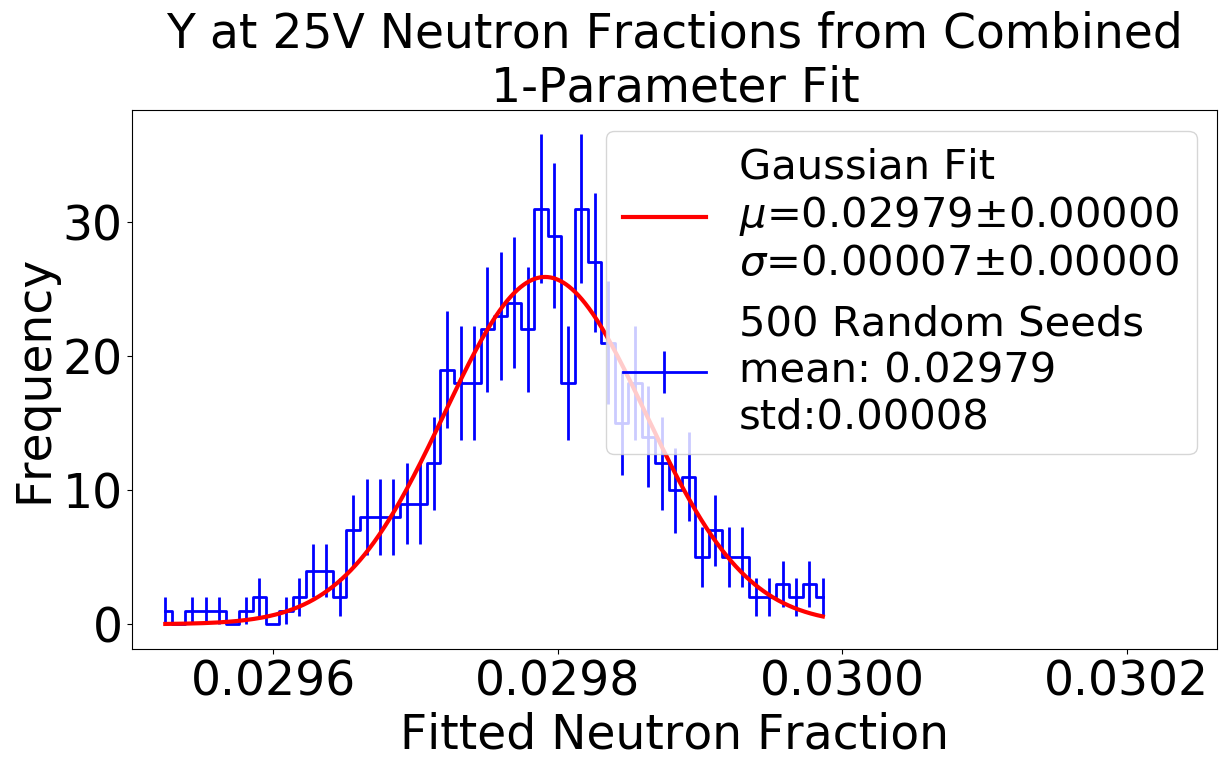 Y at 25V Neutron Fractions from Combined
1-Parameter Fit
Gaussian Fit
μ=0.02979±0.00000
σ=0.00007±0.00000
500 Random Seeds
mean: 0.02979
std:0.00008
Frequency
30
20
10
0
0.0296 0.0298 0.0300 0.0302
Fitted Neutron Fraction